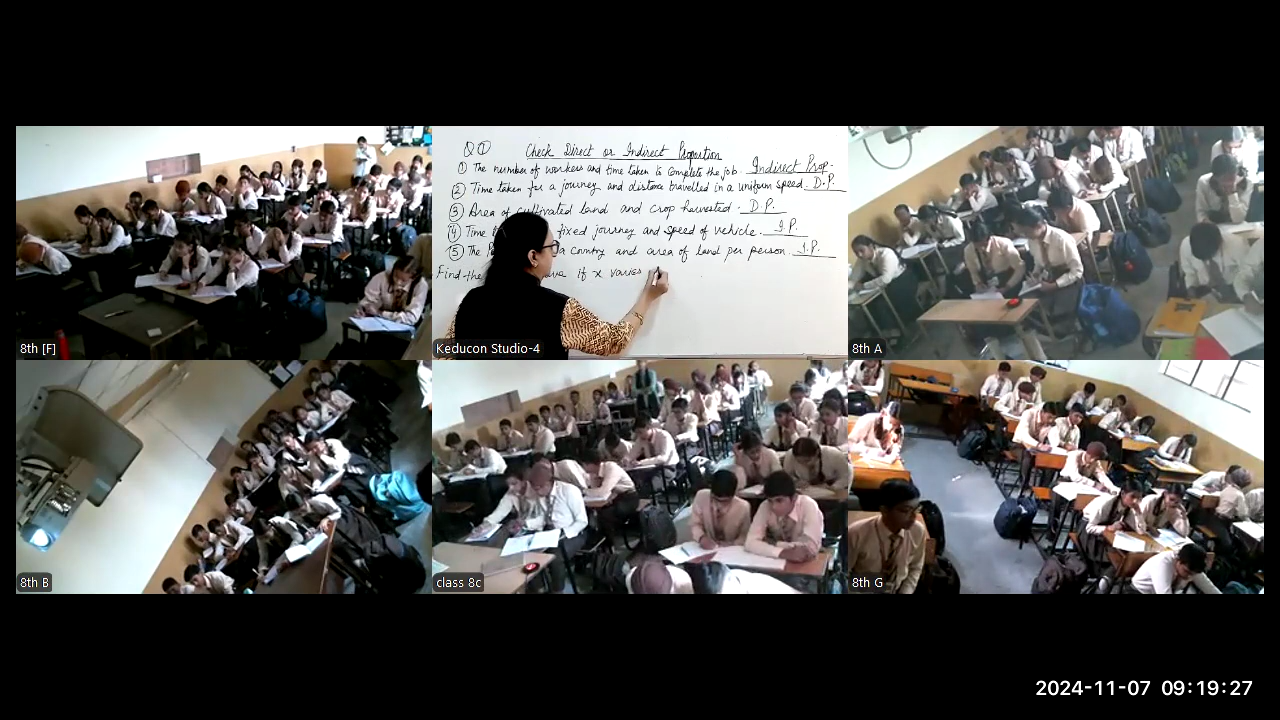 Q ①
Check Direct or Indirect Proportion
① The number of workers and time taken to complete the job. Indirect Prop.
② Time taken for a journey and distance travelled in a uniform speed. D.P.
③ Area of cultivated land and crop harvested. D.P.
④ Time fixed journey and speed of vehicle. I.P.
⑤ The Country and area of land per person. I.P.
Find the if x varies
8th [F]
Keducon Studio-4
8th A
8th B
class 8c
8th G
2024-11-07 09:19:27